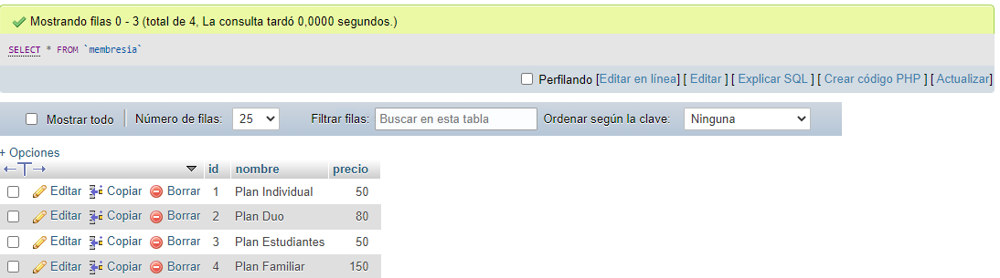 Mostrando filas 0 - 3 (total de 4, La consulta tardó 0,0000 segundos.)
SELECT * FROM `membresia`
Perfilando [Editar en línea] [ Editar ] [ Explicar SQL ] [ Crear código PHP ] [ Actualizar]
Mostrar todo Número de filas: 25 Filtrar filas: Buscar en esta tabla Ordenar según la clave: Ninguna
+ Opciones
←T→ id nombre precio
Editar Copiar Borrar 1 Plan Individual 50
Editar Copiar Borrar 2 Plan Duo 80
Editar Copiar Borrar 3 Plan Estudiantes 50
Editar Copiar Borrar 4 Plan Familiar 150